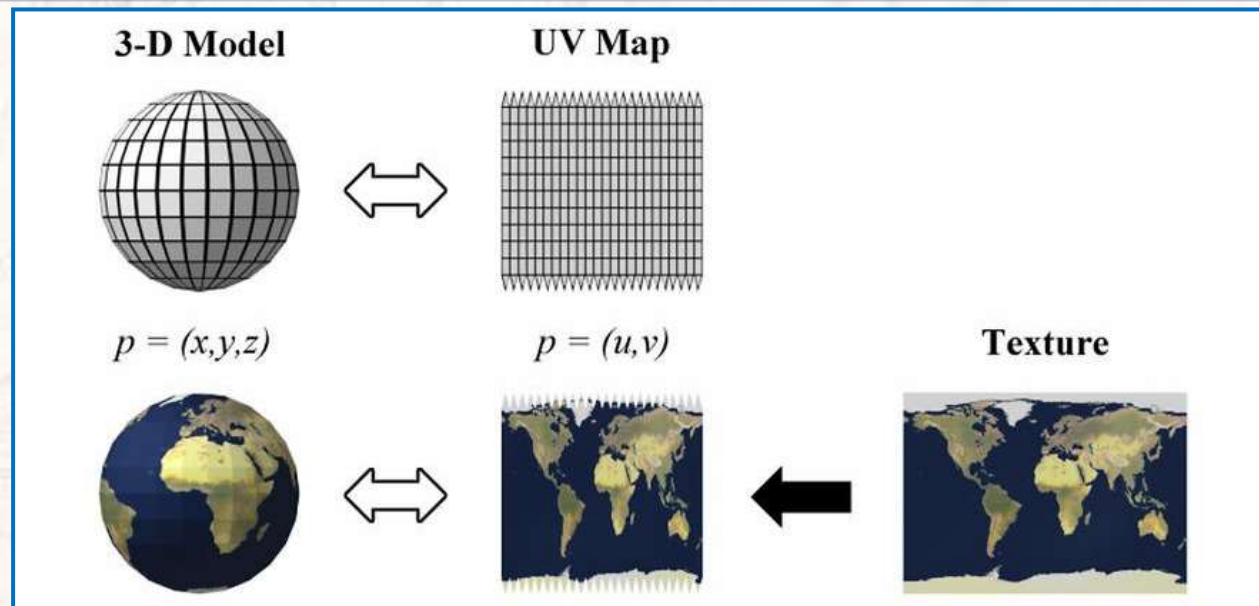 3-D Model
UV Map
p = (x,y,z)
p = (u,v)
Texture